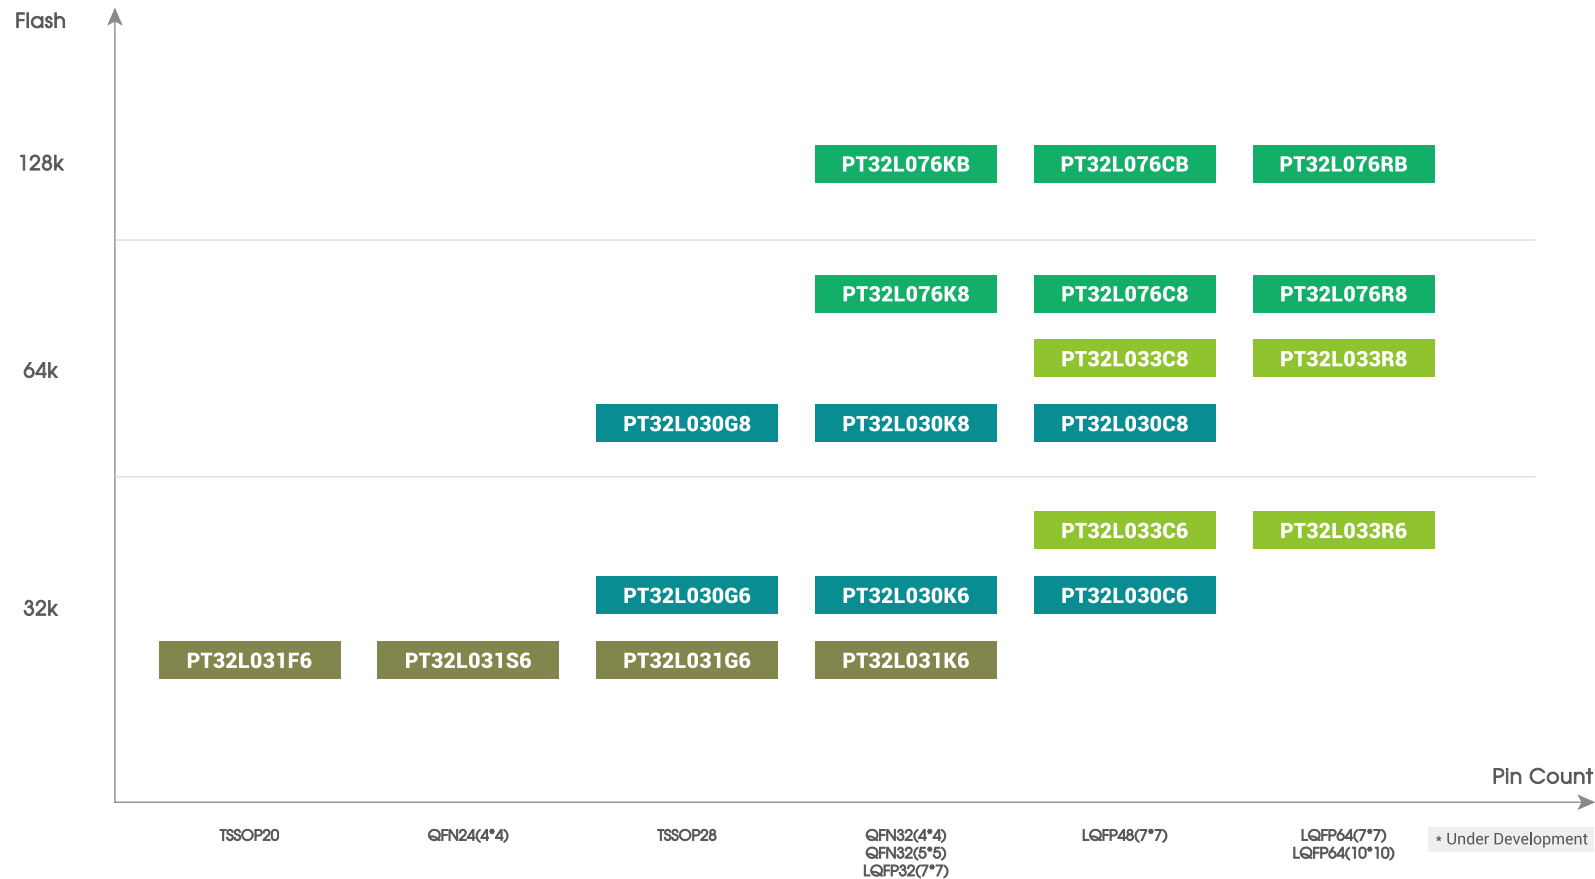 Flash
128k
PT32L076KB PT32L076CB PT32L076RB
PT32L076K8 PT32L076C8 PT32L076R8
PT32L033C8 PT32L033R8
64k
PT32L030G8 PT32L030K8 PT32L030C8
PT32L033C6 PT32L033R6
PT32L030G6 PT32L030K6 PT32L030C6
32k
PT32L031F6 PT32L031S6 PT32L031G6 PT32L031K6
Pin Count
TSSOP20 QFN24(4*4) TSSOP28 QFN32(4*4) LQFP48(7*7) LQFP64(7*7)
QFN32(5*5) LQFP64(10*10)
LQFP32(7*7)
* Under Development